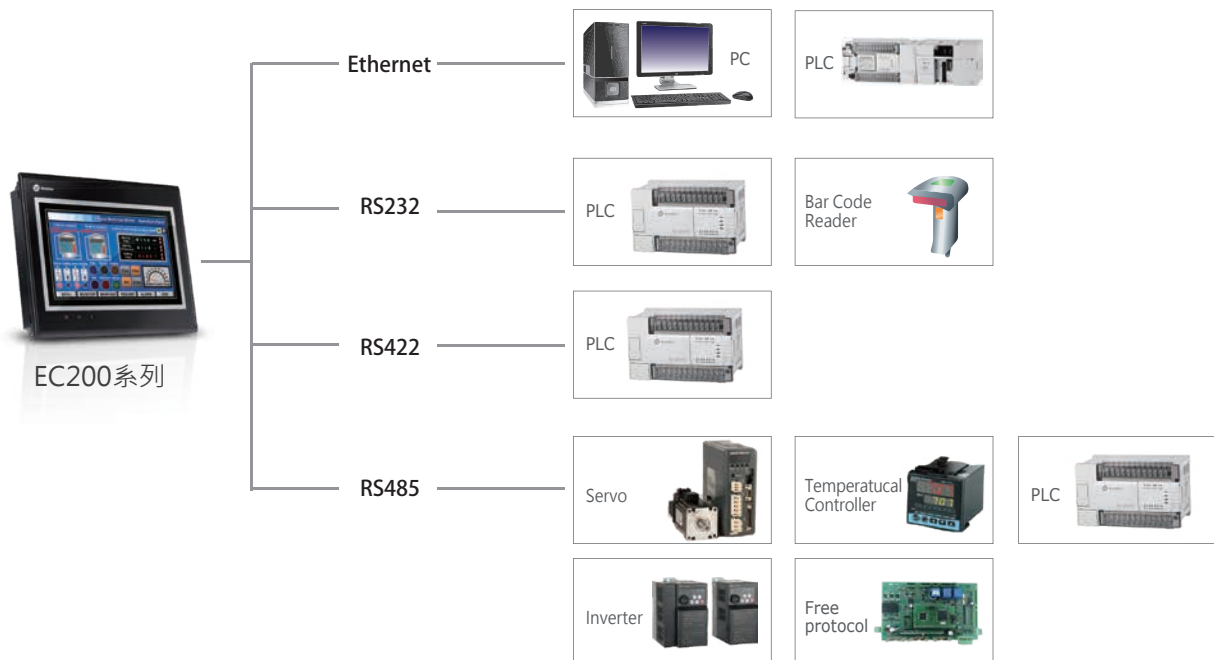 Ethernet
PC
PLC
RS232
PLC
Bar Code
Reader
EC200系列
RS422
PLC
RS485
Servo
Temperatucal
Controller
PLC
Inverter
Free
protocol